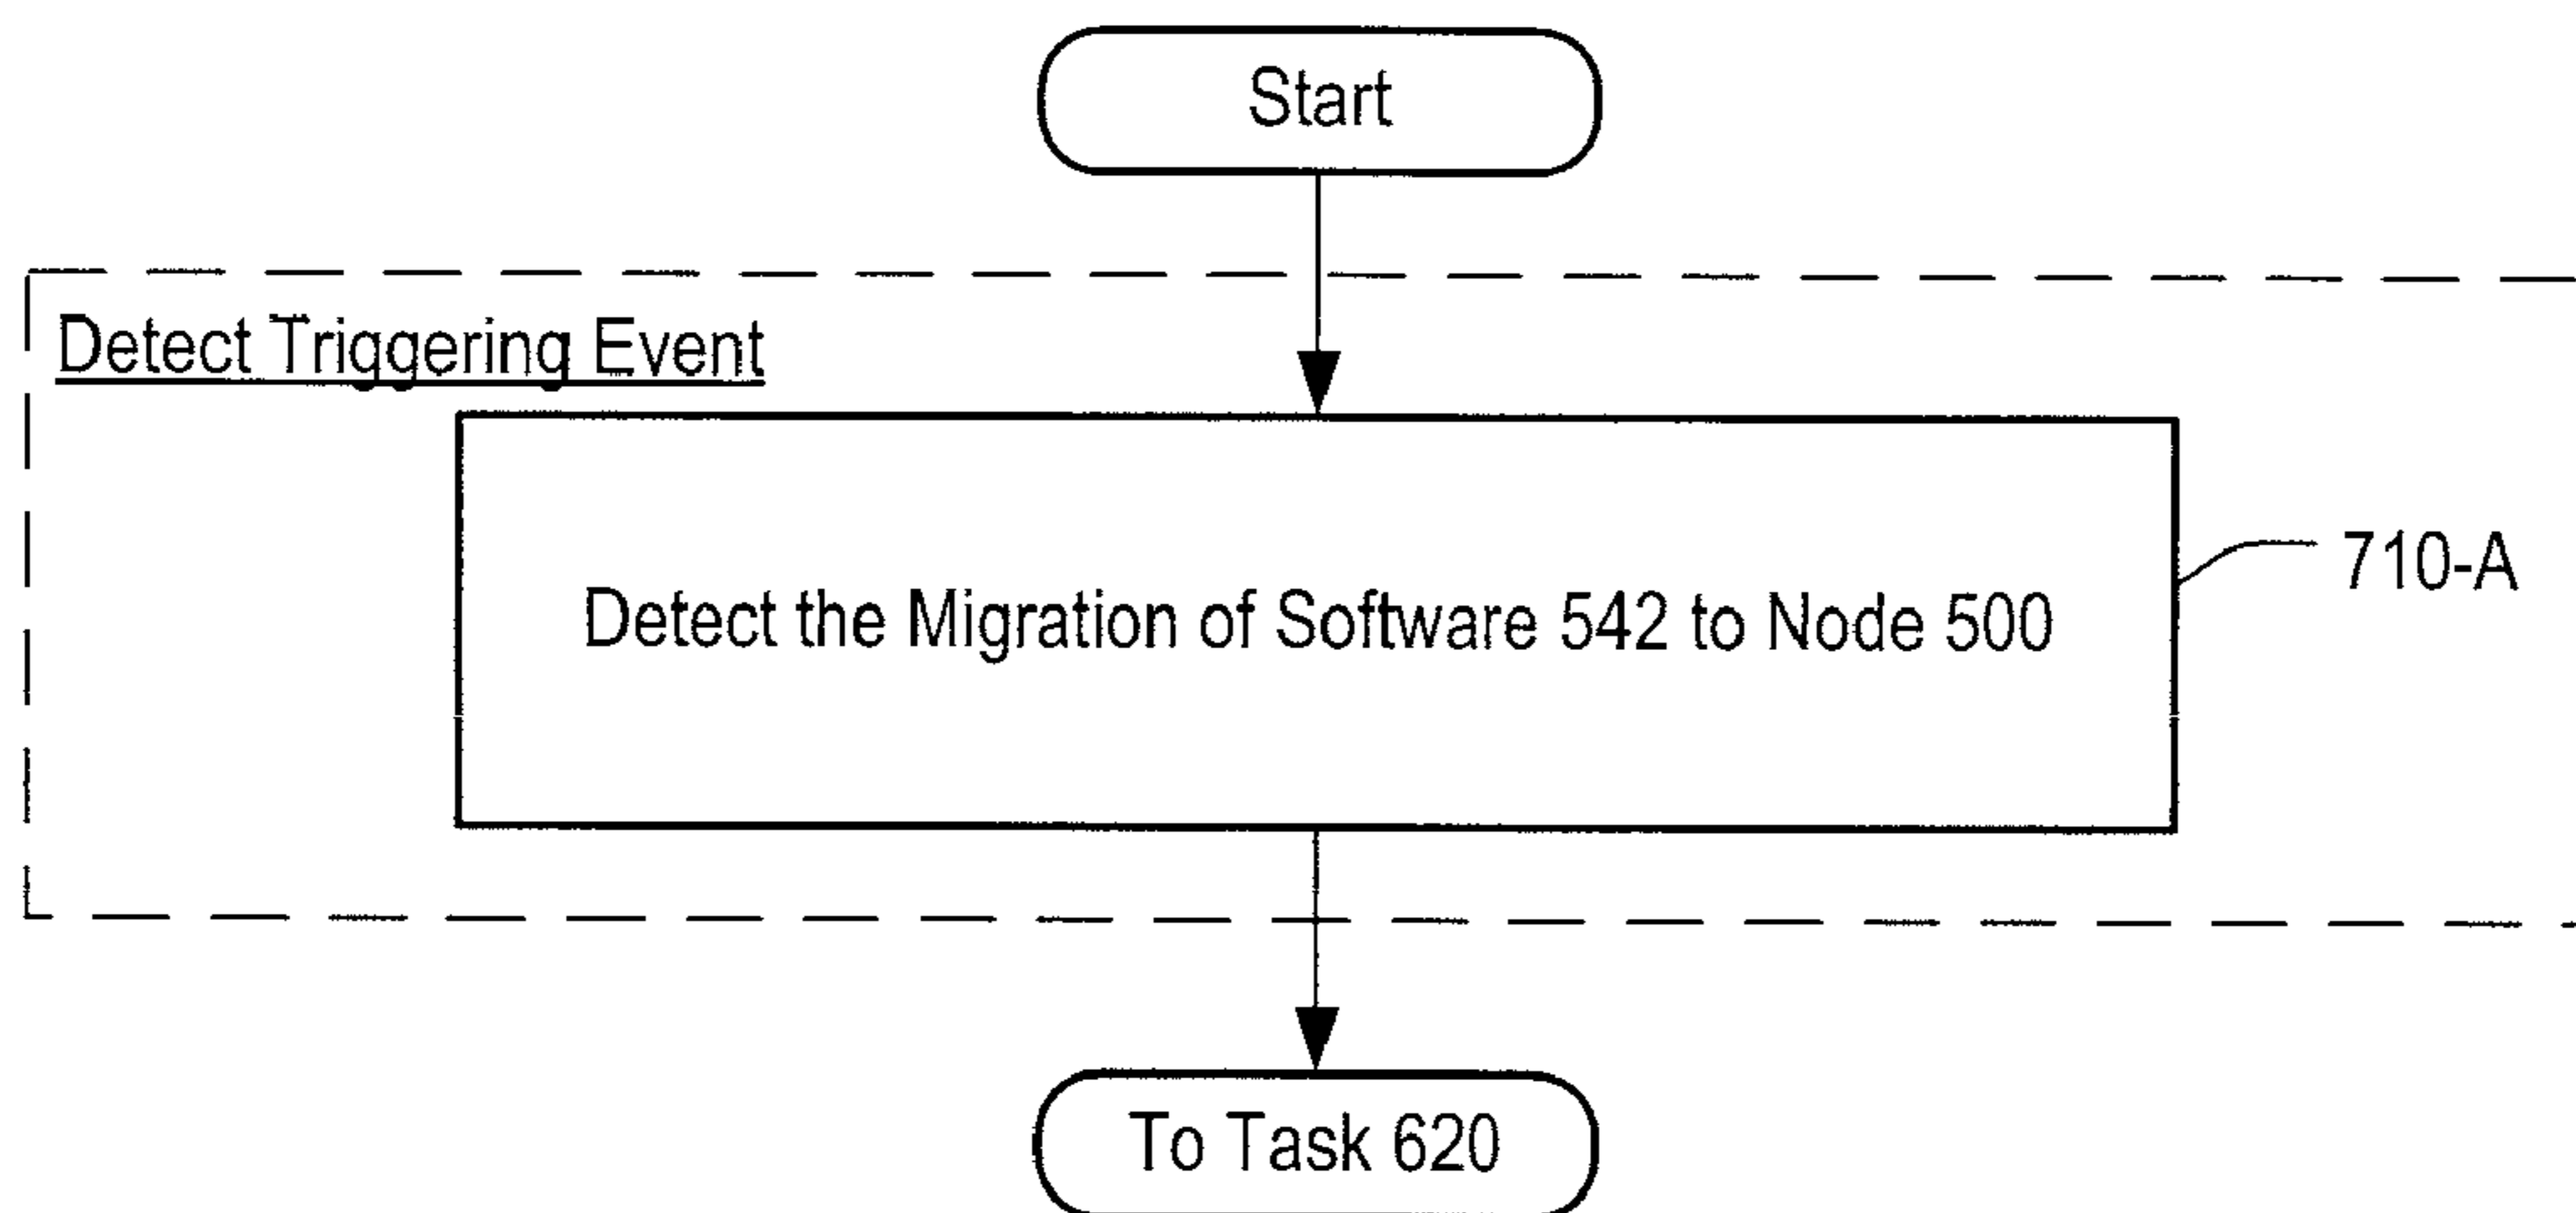 Start
Detect Triggering Event
Detect the Migration of Software 542 to Node 500
710-A
To Task 620